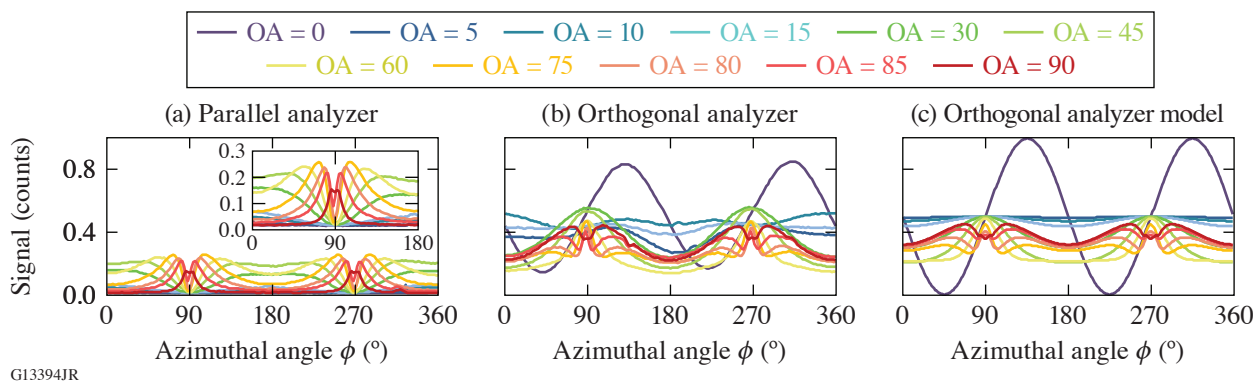 OA = 0 OA = 5 OA = 10 OA = 15 OA = 30 OA = 45
OA = 60 OA = 75 OA = 80 OA = 85 OA = 90
(a) Parallel analyzer (b) Orthogonal analyzer (c) Orthogonal analyzer model
Signal (counts)
0.8
0.4
0.0
0.3
0.2
0.1
0.0
0 90 180
0 90 180 270 360 0 90 180 270 360 0 90 180 270 360
Azimuthal angle ϕ (°) Azimuthal angle ϕ (°) Azimuthal angle ϕ (°)
G13394JR